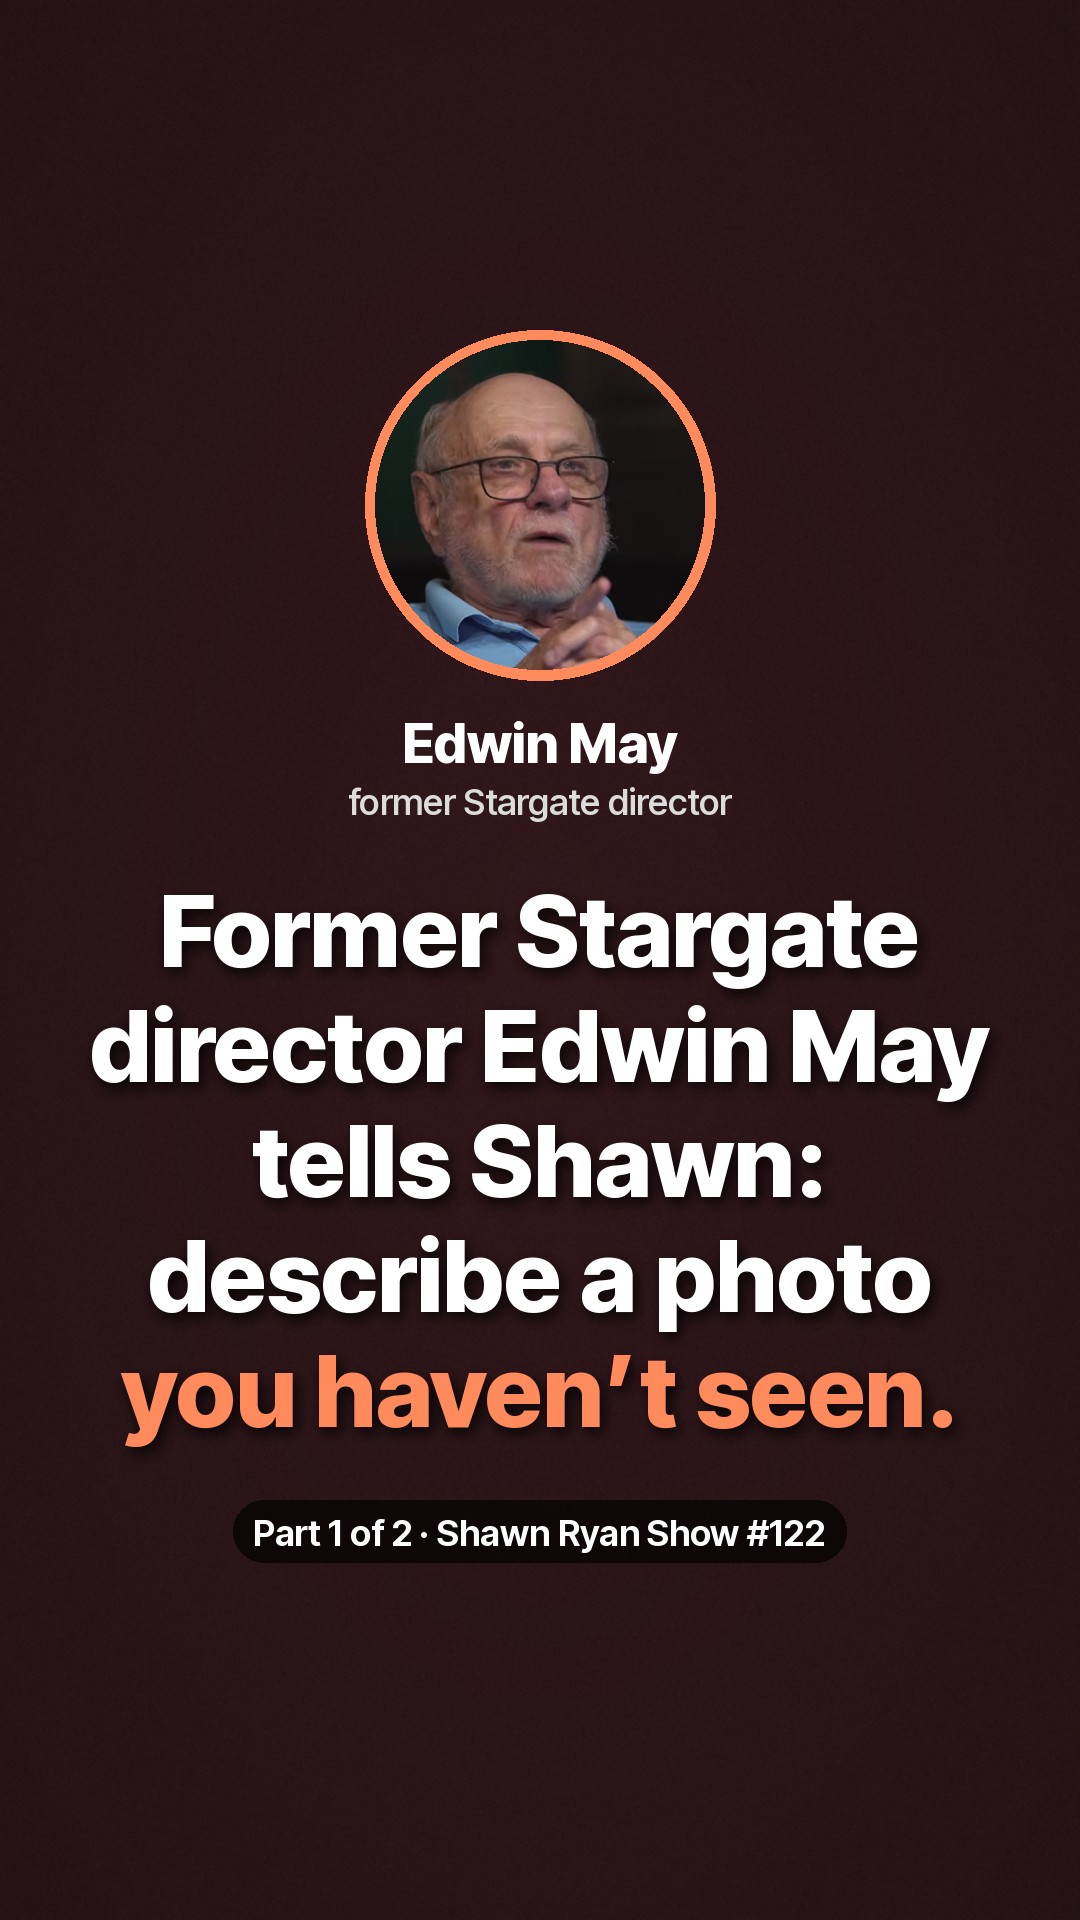 Edwin May
former Stargate director
Former Stargate
director Edwin May
tells Shawn:
describe a photo
you haven’t seen.
Part 1 of 2 · Shawn Ryan Show #122